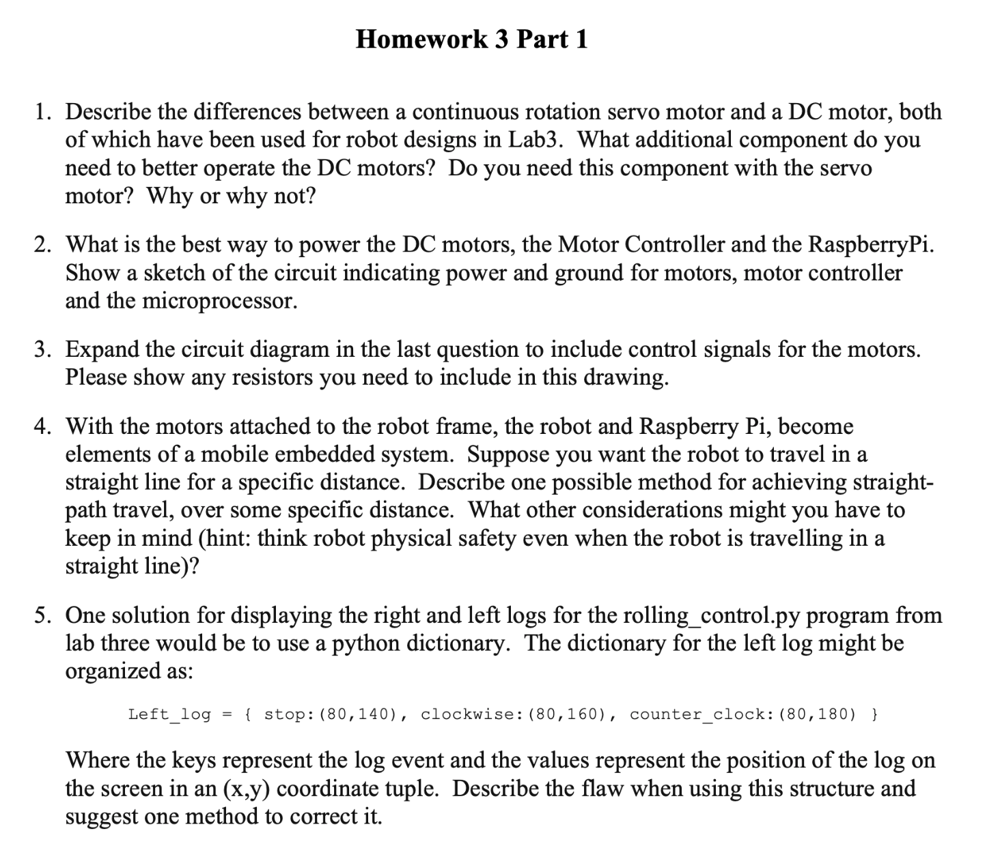 Homework 3 Part 1
1. Describe the differences between a continuous rotation servo motor and a DC motor, both
of which have been used for robot designs in Lab3.  What additional component do you
need to better operate the DC motors?  Do you need this component with the servo
motor?  Why or why not?
2. What is the best way to power the DC motors, the Motor Controller and the RaspberryPi.
Show a sketch of the circuit indicating power and ground for motors, motor controller
and the microprocessor.
3. Expand the circuit diagram in the last question to include control signals for the motors.
Please show any resistors you need to include in this drawing.
4. With the motors attached to the robot frame, the robot and Raspberry Pi, become
elements of a mobile embedded system.  Suppose you want the robot to travel in a
straight line for a specific distance.  Describe one possible method for achieving straight-
path travel, over some specific distance.  What other considerations might you have to
keep in mind (hint: think robot physical safety even when the robot is travelling in a
straight line)?
5. One solution for displaying the right and left logs for the rolling_control.py program from
lab three would be to use a python dictionary.  The dictionary for the left log might be
organized as:
Left_log = { stop:(80,140), clockwise:(80,160), counter_clock:(80,180) }
Where the keys represent the log event and the values represent the position of the log on
the screen in an (x,y) coordinate tuple.  Describe the flaw when using this structure and
suggest one method to correct it.